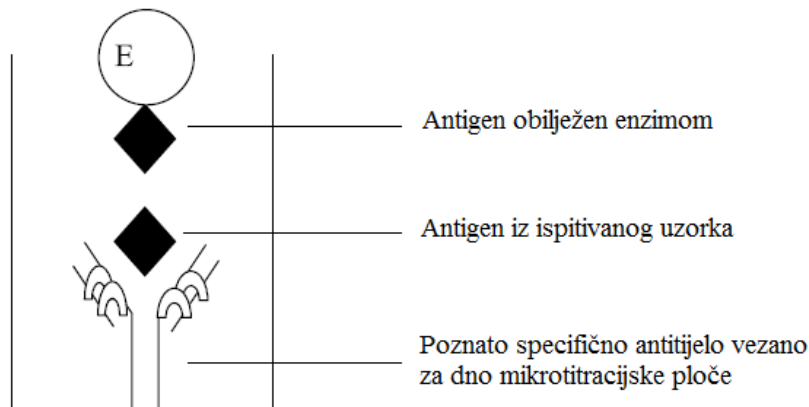 E
Antigen obilježen enzimom
Antigen iz ispitivanog uzorka
Poznato specifično antitijelo vezano
za dno mikrotitracijske ploče